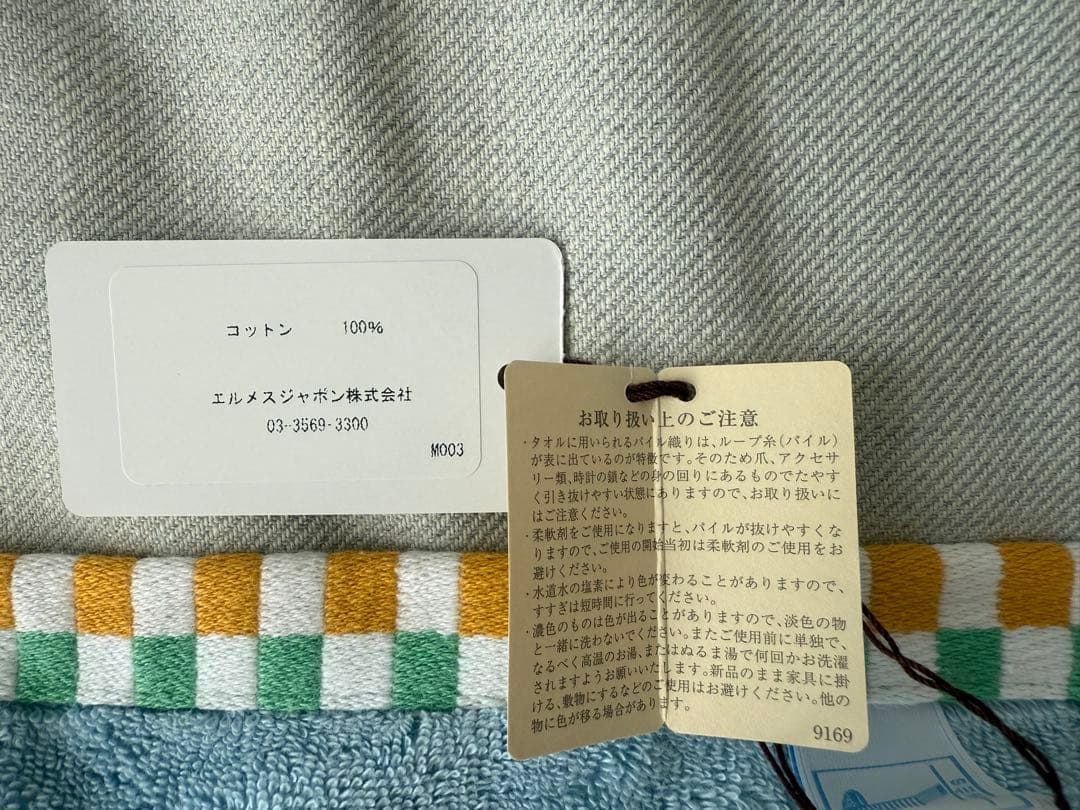 コットン 100%
エルメスジャポン株式会社
03-3569-3300
M003
お取り扱い上のご注意
・タオルに用いられるパイル織りは、ループ糸(パイル)
が表に出ているのが特徴です。そのため爪、アクセサ
リー類、時計の鎖などの身の回りにあるものでたやす
く引き抜けやすい状態にありますので、お取り扱いに
はご注意ください。
・柔軟剤をご使用になりますと、パイルが抜けやすくな
りますので、ご使用の開始当初は柔軟剤のご使用をお
避けください。
・水道水の塩素により色が変わることがありますので、
すすぎは短時間に行ってください。
・濃色のものは色が出ることがありますので、淡色の物
と一緒に洗わないでください。またご使用前に単独で、
なるべく高温のお湯、またはぬるま湯で何回かお洗濯
されますようお願いいたします。新品のまま家具に掛
ける、敷物にするなどのご使用はお避けください。他の
物に色が移る場合があります。
9169